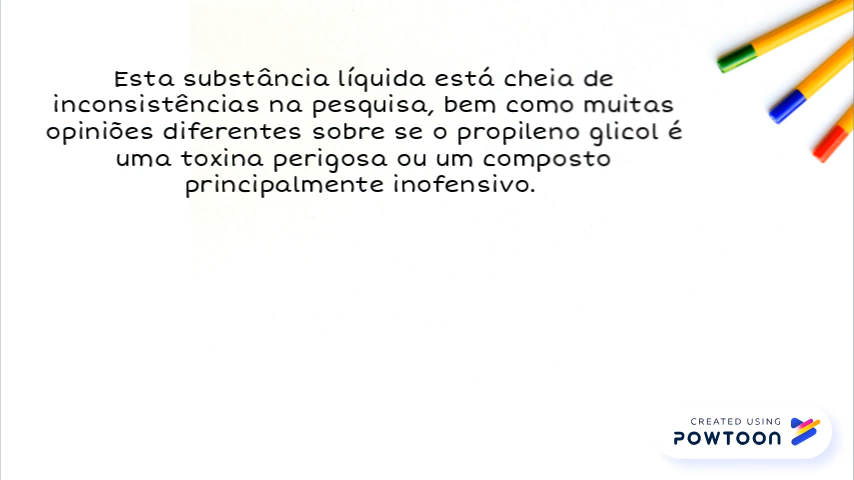 Esta substância líquida está cheia de
inconsistências na pesquisa, bem como muitas
opiniões diferentes sobre se o propileno glicol é
uma toxina perigosa ou um composto
principalmente inofensivo.
CREATED USING
POWTOON